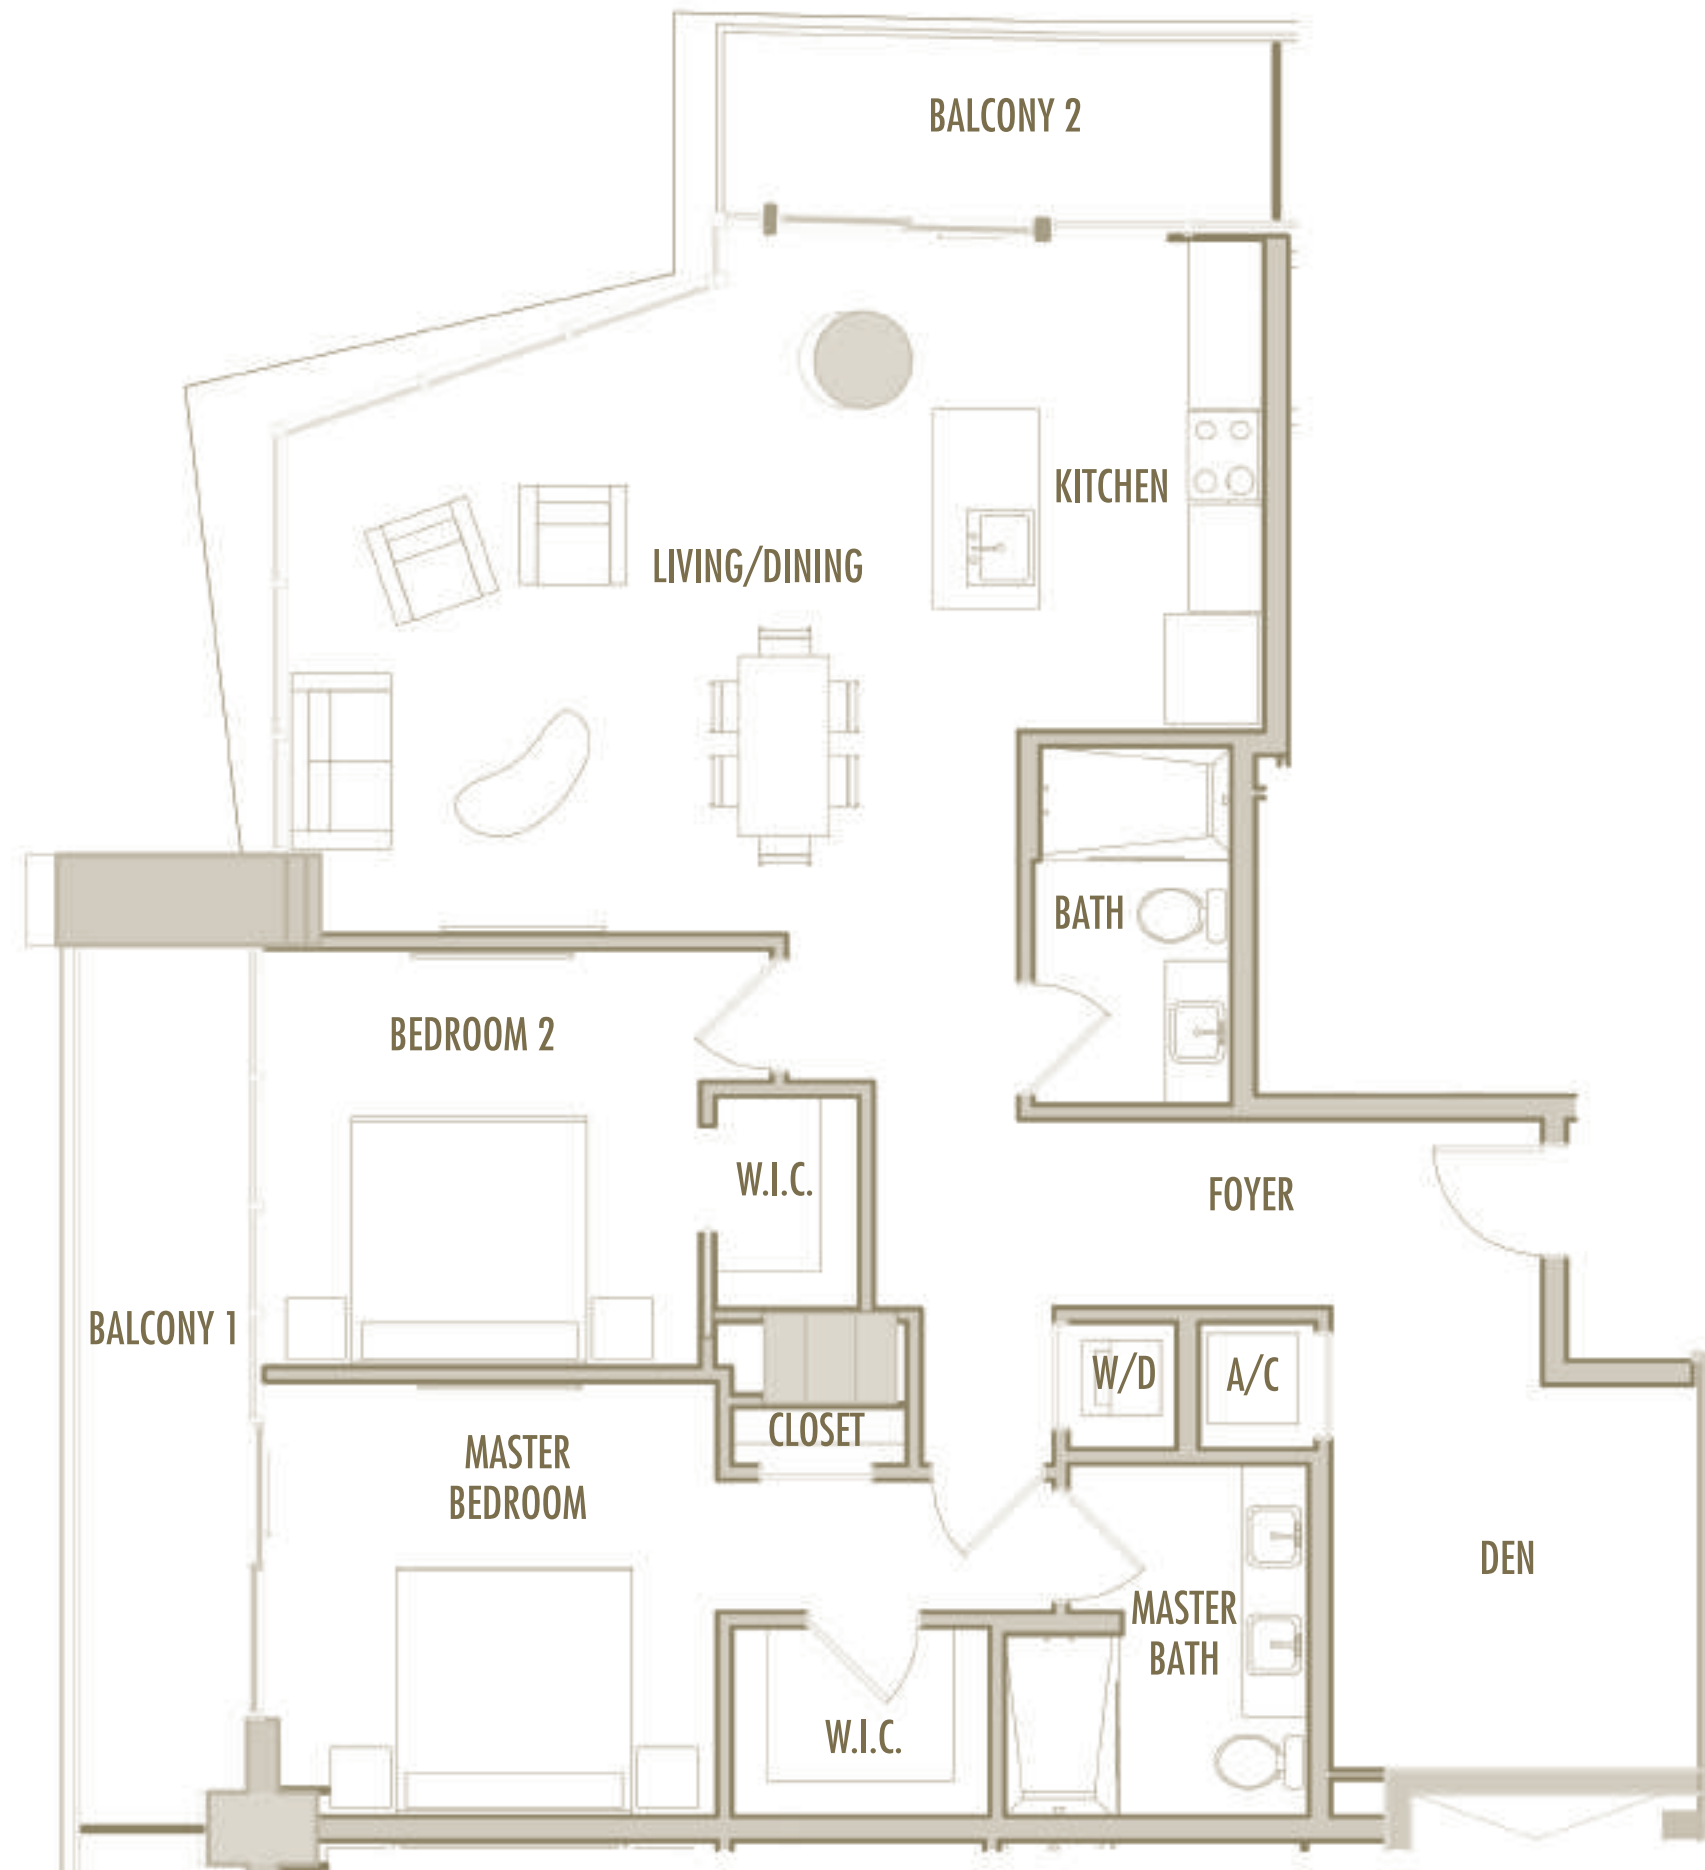 BALCONY 2
KITCHEN
LIVING/DINING
BATH
BEDROOM 2
W.I.C.
FOYER
BALCONY 1
W/D
A/C
CLOSET
MASTER
BEDROOM
DEN
MASTER
BATH
W.I.C.